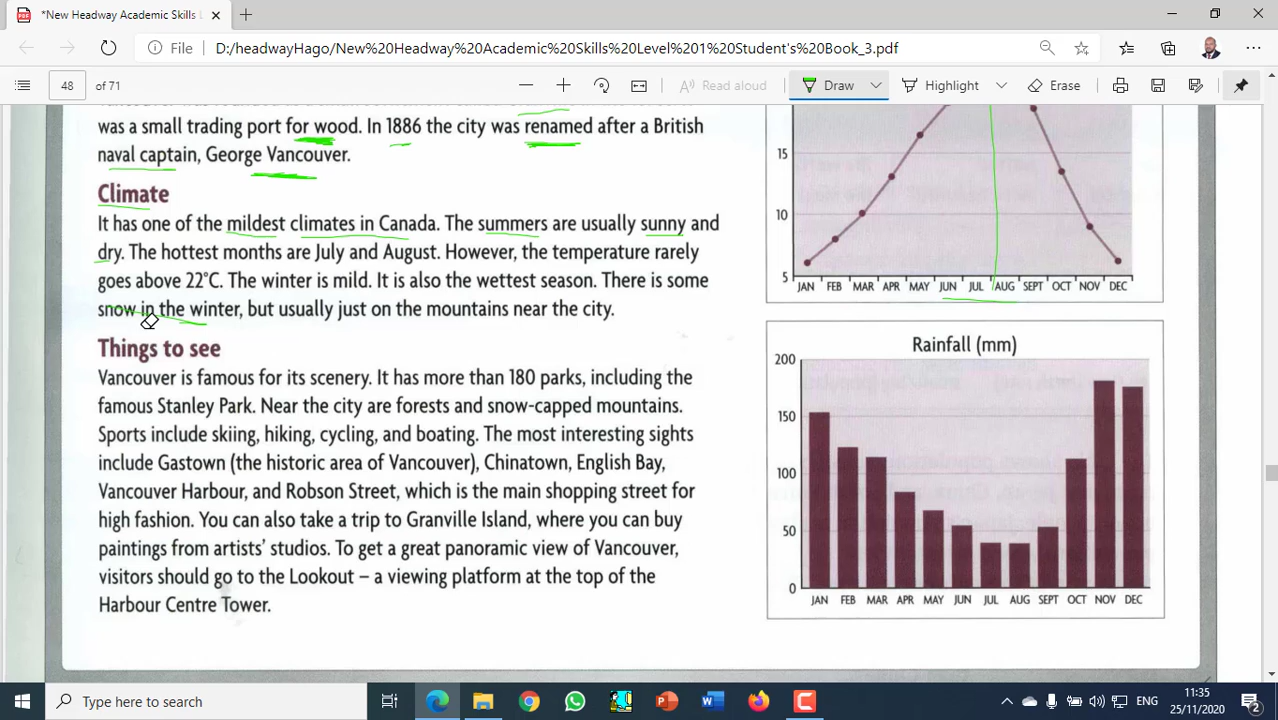 *New Headway Academic Skills L
File
D:/headwayHago/New%20Headway%20Academic%20Skills%20Level%201%20Student's%20Book_3.pdf
48 of 71
Read aloud
Draw
Highlight
Erase
was a small trading port for wood. In 1886 the city was renamed after a British
naval captain, George Vancouver.
Climate
It has one of the mildest climates in Canada. The summers are usually sunny and
dry. The hottest months are July and August. However, the temperature rarely
goes above 22°C. The winter is mild. It is also the wettest season. There is some
snow in the winter, but usually just on the mountains near the city.
Things to see
Vancouver is famous for its scenery. It has more than 180 parks, including the
famous Stanley Park. Near the city are forests and snow-capped mountains.
Sports include skiing, hiking, cycling, and boating. The most interesting sights
include Gastown (the historic area of Vancouver), Chinatown, English Bay,
Vancouver Harbour, and Robson Street, which is the main shopping street for
high fashion. You can also take a trip to Granville Island, where you can buy
paintings from artists' studios. To get a great panoramic view of Vancouver,
visitors should go to the Lookout – a viewing platform at the top of the
Harbour Centre Tower.
15
10
5
JAN FEB MAR APR MAY JUN JUL AUG SEPT OCT NOV DEC
Rainfall (mm)
200
150
100
50
0
JAN FEB MAR APR MAY JUN JUL AUG SEPT OCT NOV DEC
Type here to search
ENG
11:35
25/11/2020
2